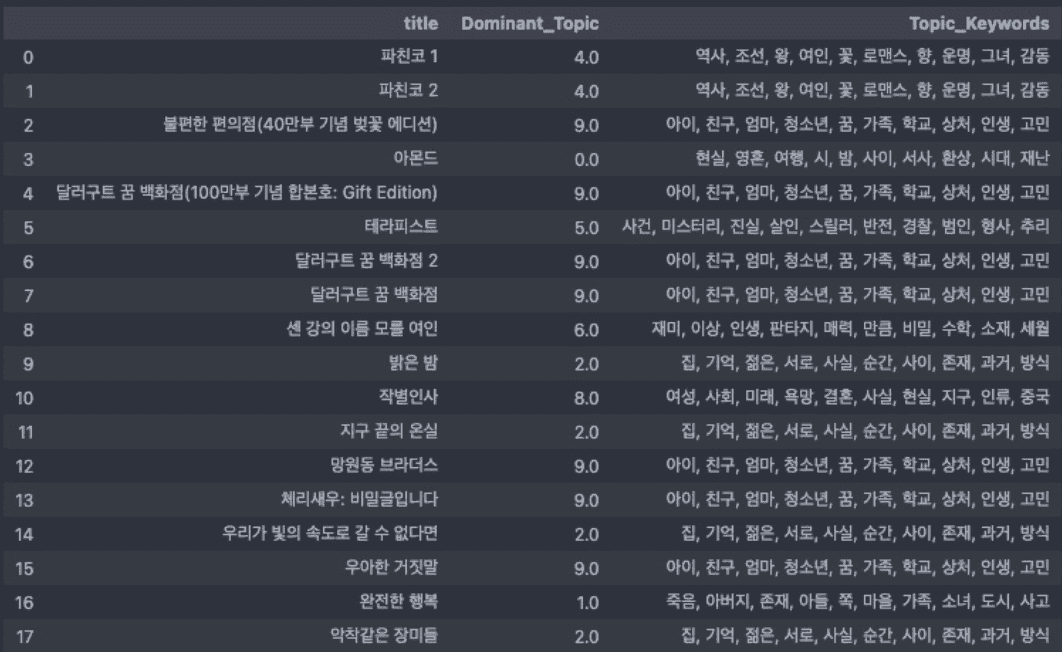 title Dominant_Topic Topic_Keywords
0 파친코 1 4.0 역사, 조선, 왕, 여인, 꽃, 로맨스, 향, 운명, 그녀, 감동
1 파친코 2 4.0 역사, 조선, 왕, 여인, 꽃, 로맨스, 향, 운명, 그녀, 감동
2 불편한 편의점(40만부 기념 벚꽃 에디션) 9.0 아이, 친구, 엄마, 청소년, 꿈, 가족, 학교, 상처, 인생, 고민
3 아몬드 0.0 현실, 영혼, 여행, 시, 밤, 사이, 서사, 환상, 시대, 재난
4 달러구트 꿈 백화점(100만부 기념 합본호: Gift Edition) 9.0 아이, 친구, 엄마, 청소년, 꿈, 가족, 학교, 상처, 인생, 고민
5 테라피스트 5.0 사건, 미스터리, 진실, 살인, 스릴러, 반전, 경찰, 범인, 형사, 추리
6 달러구트 꿈 백화점 2 9.0 아이, 친구, 엄마, 청소년, 꿈, 가족, 학교, 상처, 인생, 고민
7 달러구트 꿈 백화점 9.0 아이, 친구, 엄마, 청소년, 꿈, 가족, 학교, 상처, 인생, 고민
8 센 강의 이름 모를 여인 6.0 재미, 이상, 인생, 판타지, 매력, 만큼, 비밀, 수학, 소재, 세월
9 밝은 밤 2.0 집, 기억, 젊은, 서로, 사실, 순간, 사이, 존재, 과거, 방식
10 작별인사 8.0 여성, 사회, 미래, 욕망, 결혼, 사실, 현실, 지구, 인류, 중국
11 지구 끝의 온실 2.0 집, 기억, 젊은, 서로, 사실, 순간, 사이, 존재, 과거, 방식
12 망원동 브라더스 9.0 아이, 친구, 엄마, 청소년, 꿈, 가족, 학교, 상처, 인생, 고민
13 체리새우: 비밀글입니다 9.0 아이, 친구, 엄마, 청소년, 꿈, 가족, 학교, 상처, 인생, 고민
14 우리가 빛의 속도로 갈 수 없다면 2.0 집, 기억, 젊은, 서로, 사실, 순간, 사이, 존재, 과거, 방식
15 우아한 거짓말 9.0 아이, 친구, 엄마, 청소년, 꿈, 가족, 학교, 상처, 인생, 고민
16 완전한 행복 1.0 죽음, 아버지, 존재, 아들, 쪽, 마을, 가족, 소녀, 도시, 사고
17 악착같은 장미들 2.0 집, 기억, 젊은, 서로, 사실, 순간, 사이, 존재, 과거, 방식